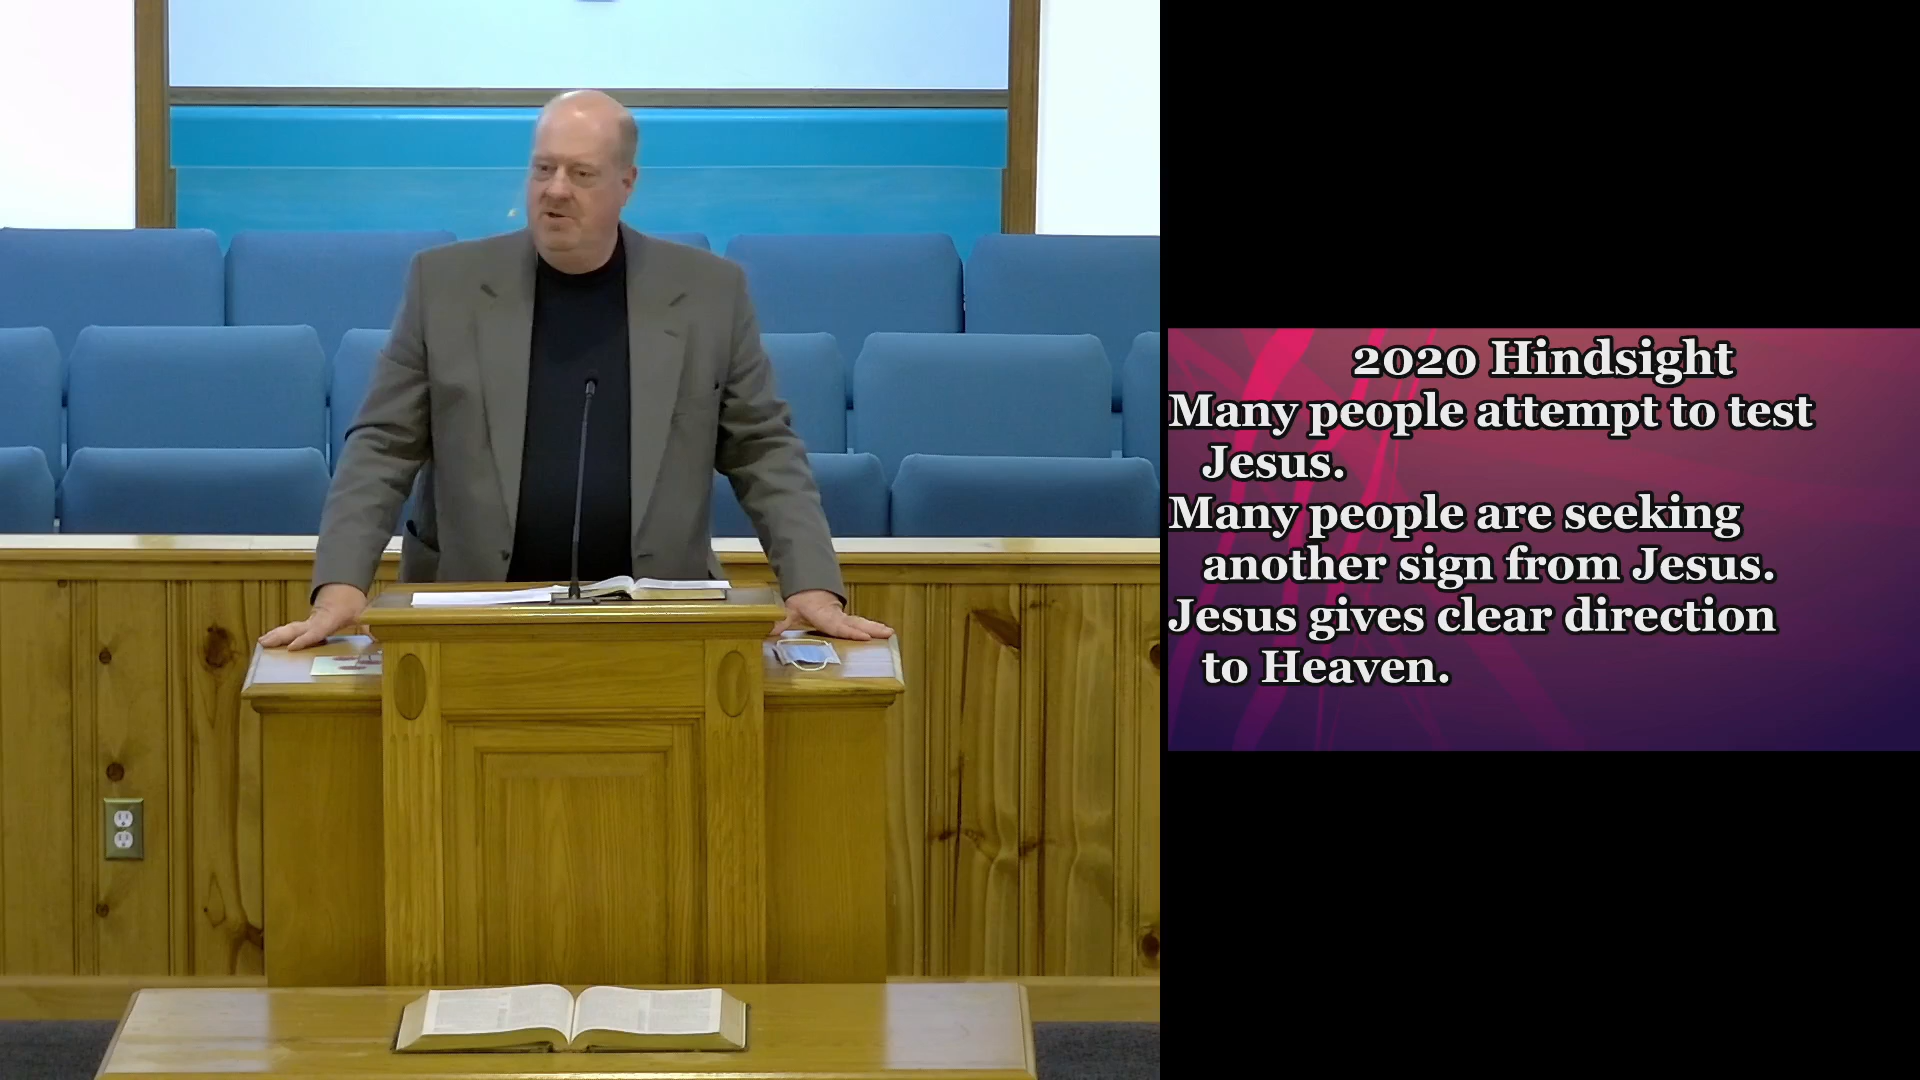 2020 Hindsight
Many people attempt to test
Jesus.
Many people are seeking
another sign from Jesus.
Jesus gives clear direction
to Heaven.